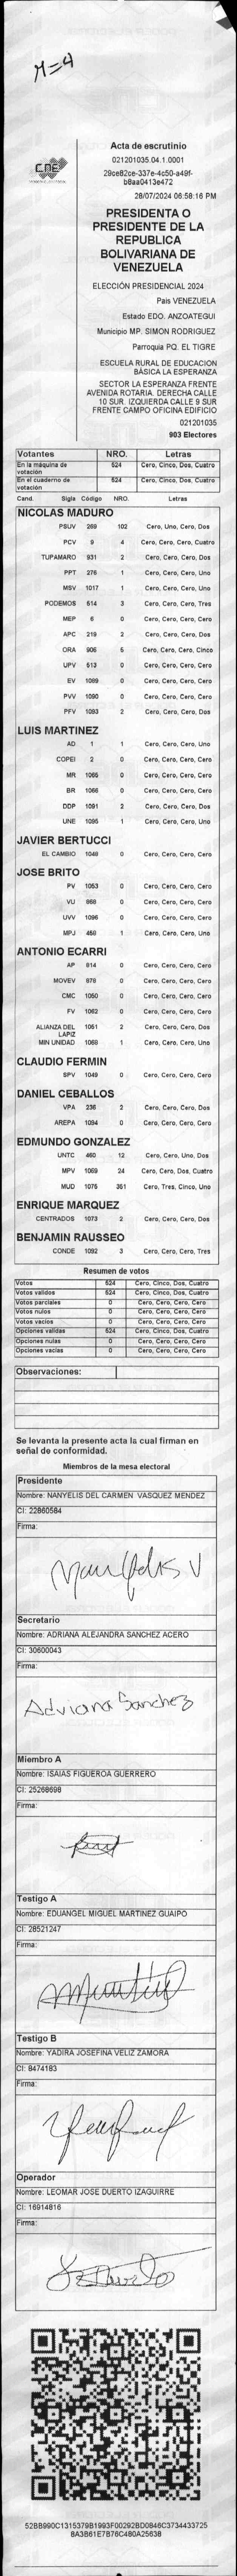 M=4
CNE
Acta de escrutinio
021201035.04.1.0001
29ce82ce-337e-4c50-a49f-
b8aa0413e472
28/07/2024 06:58:16 PM
PRESIDENTA O
PRESIDENTE DE LA
REPUBLICA
BOLIVARIANA DE
VENEZUELA
ELECCIÓN PRESIDENCIAL 2024
Pais VENEZUELA
Estado EDO. ANZOATEGUI
Municipio MP. SIMON RODRIGUEZ
Parroquia PQ. EL TIGRE
ESCUELA RURAL DE EDUCACION
BÁSICA LA ESPERANZA
SECTOR LA ESPERANZA FRENTE
AVENIDA ROTARIA. DERECHA CALLE
10 SUR. IZQUIERDA CALLE 9 SUR
FRENTE CAMPO OFICINA EDIFICIO
021201035
903 Electores
Votantes NRO. Letras
En la máquina de
votación 524 Cero, Cinco, Dos, Cuatro
En el cuaderno de
votación 524 Cero, Cinco, Dos, Cuatro
Cand. Sigla Código NRO. Letras
NICOLAS MADURO
PSUV 269 102 Cero, Uno, Cero, Dos
PCV 9 4 Cero, Cero, Cero, Cuatro
TUPAMARO 931 2 Cero, Cero, Cero, Dos
PPT 276 1 Cero, Cero, Cero, Uno
MSV 1017 1 Cero, Cero, Cero, Uno
PODEMOS 514 3 Cero, Cero, Cero, Tres
MEP 6 0 Cero, Cero, Cero, Cero
APC 219 2 Cero, Cero, Cero, Dos
ORA 906 5 Cero, Cero, Cero, Cinco
UPV 513 0 Cero, Cero, Cero, Cero
EV 1089 0 Cero, Cero, Cero, Cero
PVV 1090 0 Cero, Cero, Cero, Cero
PFV 1093 2 Cero, Cero, Cero, Dos
LUIS MARTINEZ
AD 1 1 Cero, Cero, Cero, Uno
COPEI 2 0 Cero, Cero, Cero, Cero
MR 1065 0 Cero, Cero, Cero, Cero
BR 1066 0 Cero, Cero, Cero, Cero
DDP 1091 2 Cero, Cero, Cero, Dos
UNE 1095 1 Cero, Cero, Cero, Uno
JAVIER BERTUCCI
EL CAMBIO 1048 0 Cero, Cero, Cero, Cero
JOSE BRITO
PV 1053 0 Cero, Cero, Cero, Cero
VU 868 0 Cero, Cero, Cero, Cero
UVV 1096 0 Cero, Cero, Cero, Cero
MPJ 458 1 Cero, Cero, Cero, Uno
ANTONIO ECARRI
AP 814 0 Cero, Cero, Cero, Cero
MOVEV 879 0 Cero, Cero, Cero, Cero
CMC 1050 0 Cero, Cero, Cero, Cero
FV 1062 0 Cero, Cero, Cero, Cero
ALIANZA DEL
LAPIZ 1051 2 Cero, Cero, Cero, Dos
MIN UNIDAD 1068 1 Cero, Cero, Cero, Uno
CLAUDIO FERMIN
SPV 1049 0 Cero, Cero, Cero, Cero
DANIEL CEBALLOS
VPA 236 2 Cero, Cero, Cero, Dos
AREPA 1094 0 Cero, Cero, Cero, Cero
EDMUNDO GONZALEZ
UNTC 460 12 Cero, Cero, Uno, Dos
MPV 1069 24 Cero, Cero, Dos, Cuatro
MUD 1075 351 Cero, Tres, Cinco, Uno
ENRIQUE MARQUEZ
CENTRADOS 1073 2 Cero, Cero, Cero, Dos
BENJAMIN RAUSSEO
CONDE 1092 3 Cero, Cero, Cero, Tres
Resumen de votos
Votos 524 Cero, Cinco, Dos, Cuatro
Votos validos 524 Cero, Cinco, Dos, Cuatro
Votos parciales 0 Cero, Cero, Cero, Cero
Votos nulos 0 Cero, Cero, Cero, Cero
Votos vacios 0 Cero, Cero, Cero, Cero
Opciones validas 524 Cero, Cinco, Dos, Cuatro
Opciones nulas 0 Cero, Cero, Cero, Cero
Opciones vacias 0 Cero, Cero, Cero, Cero
Observaciones:
Se levanta la presente acta la cual firman en
señal de conformidad.
Miembros de la mesa electoral
Presidente
Nombre: NANYELIS DEL CARMEN VASQUEZ MENDEZ
CI: 22860584
Firma:
Secretario
Nombre: ADRIANA ALEJANDRA SANCHEZ ACERO
CI: 30600043
Firma:
Adriana Sanchez
Miembro A
Nombre: ISAIAS FIGUEROA GUERRERO
CI: 25268698
Firma:
Testigo A
Nombre: EDUANGEL MIGUEL MARTINEZ GUAIPO
CI: 28521247
Firma:
Testigo B
Nombre: YADIRA JOSEFINA VELIZ ZAMORA
CI: 8474183
Firma:
Operador
Nombre: LEOMAR JOSE DUERTO IZAGUIRRE
CI: 16914816
Firma:
52BB990C1315379B1993F00292BD0846C3734433725
8A3B61E7B76C480A25638